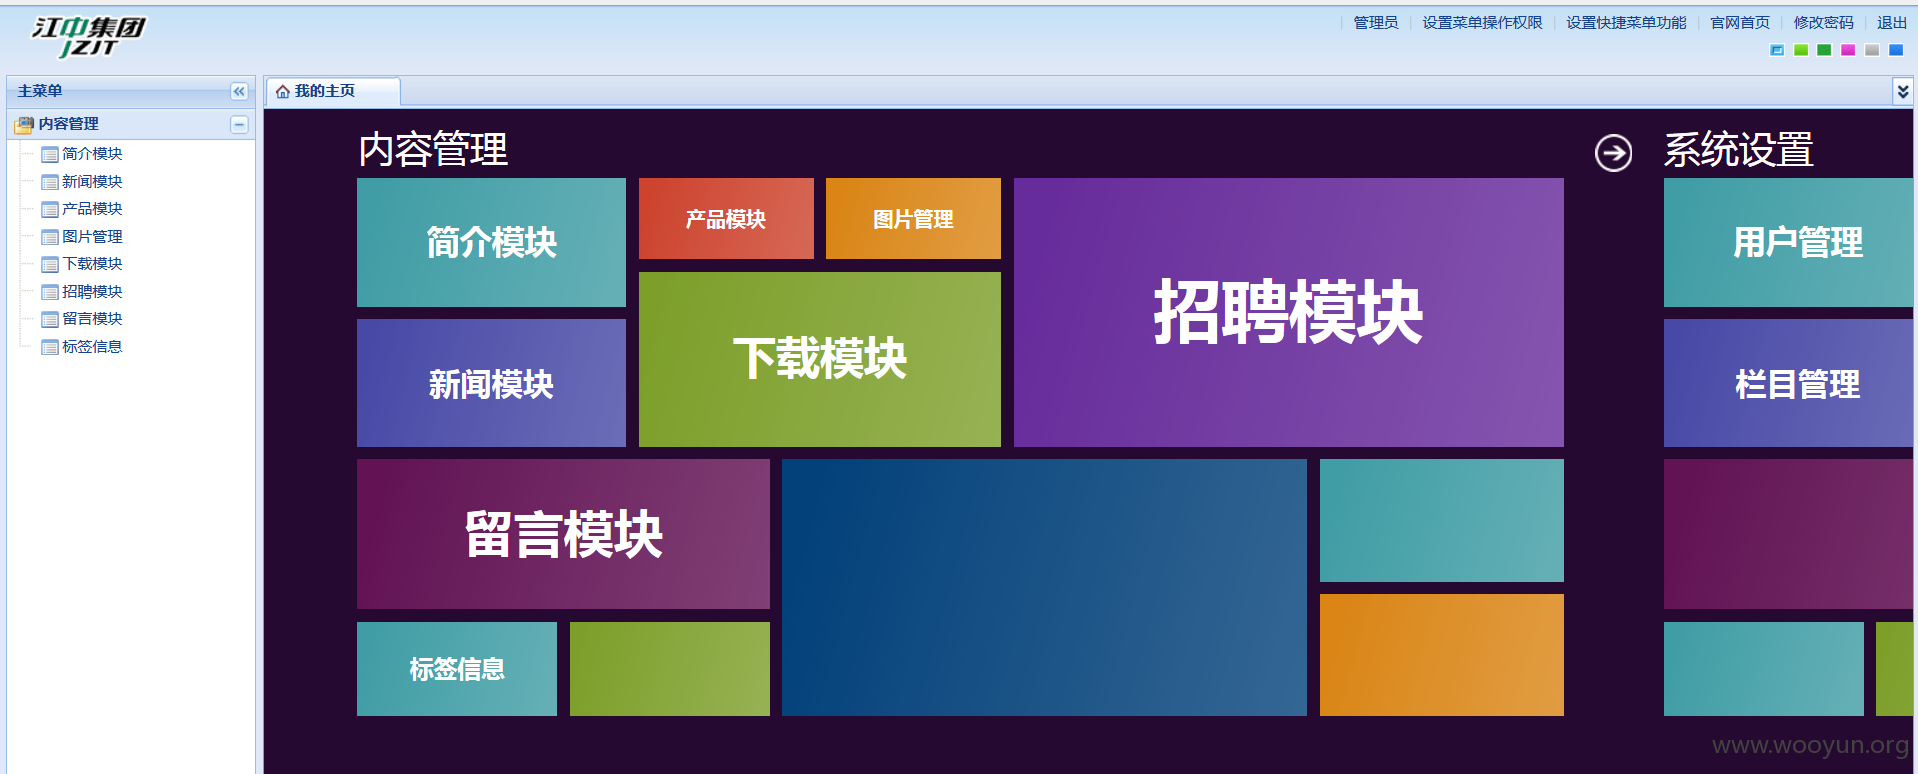 江中集团
JZJT
管理员 设置菜单操作权限 设置快捷菜单功能 官网首页 修改密码 退出
主菜单
我的主页
内容管理
简介模块
新闻模块
产品模块
图片管理
下载模块
招聘模块
留言模块
标签信息
内容管理
系统设置
简介模块
产品模块
图片管理
招聘模块
用户管理
下载模块
新闻模块
栏目管理
留言模块
标签信息
www.wooyun.org